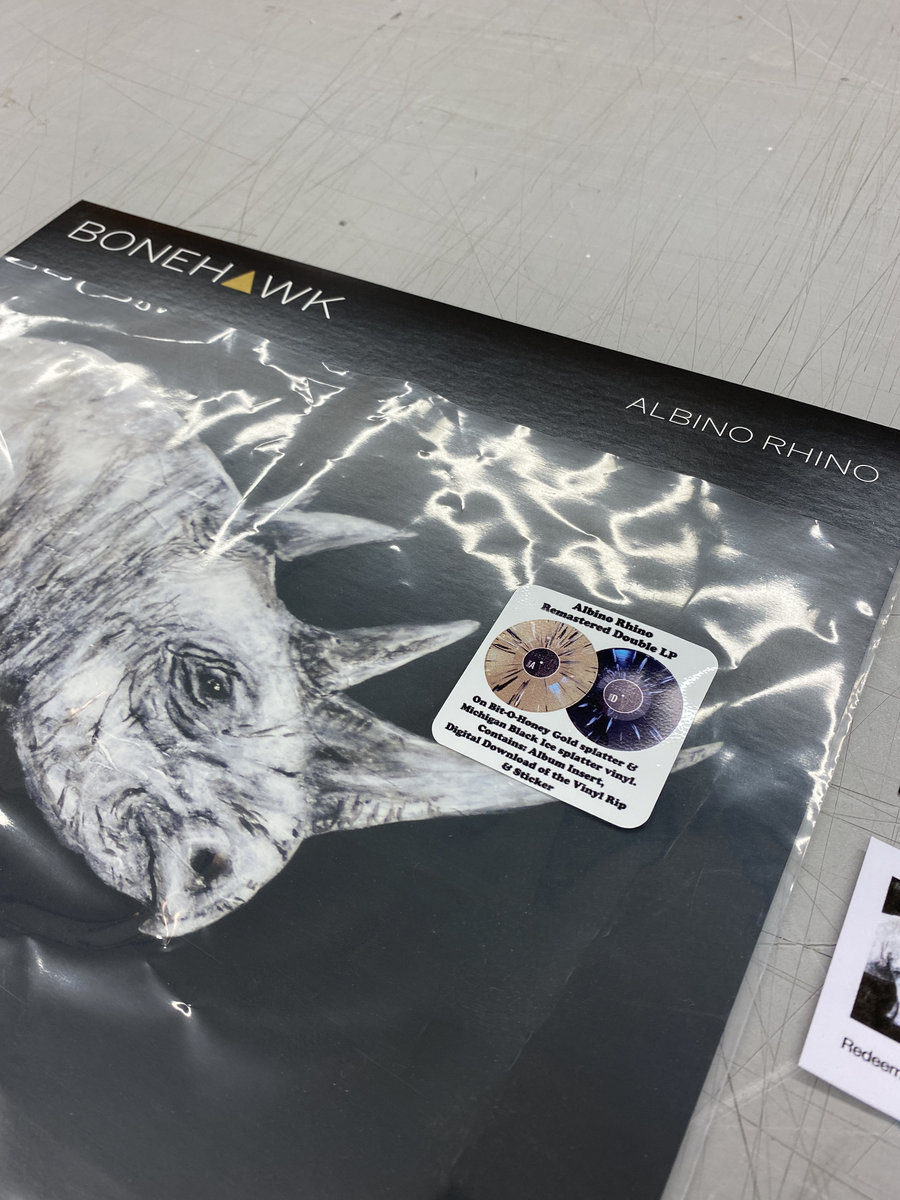 BONEHAWK
ALBINO RHINO
Albino Rhino
Remastered Double LP
A
D
On Bit-O-Honey Gold splatter &
Michigan Black Ice splatter vinyl.
Contains: Album Insert,
Digital Download of the Vinyl Rip
& Sticker
Redeem